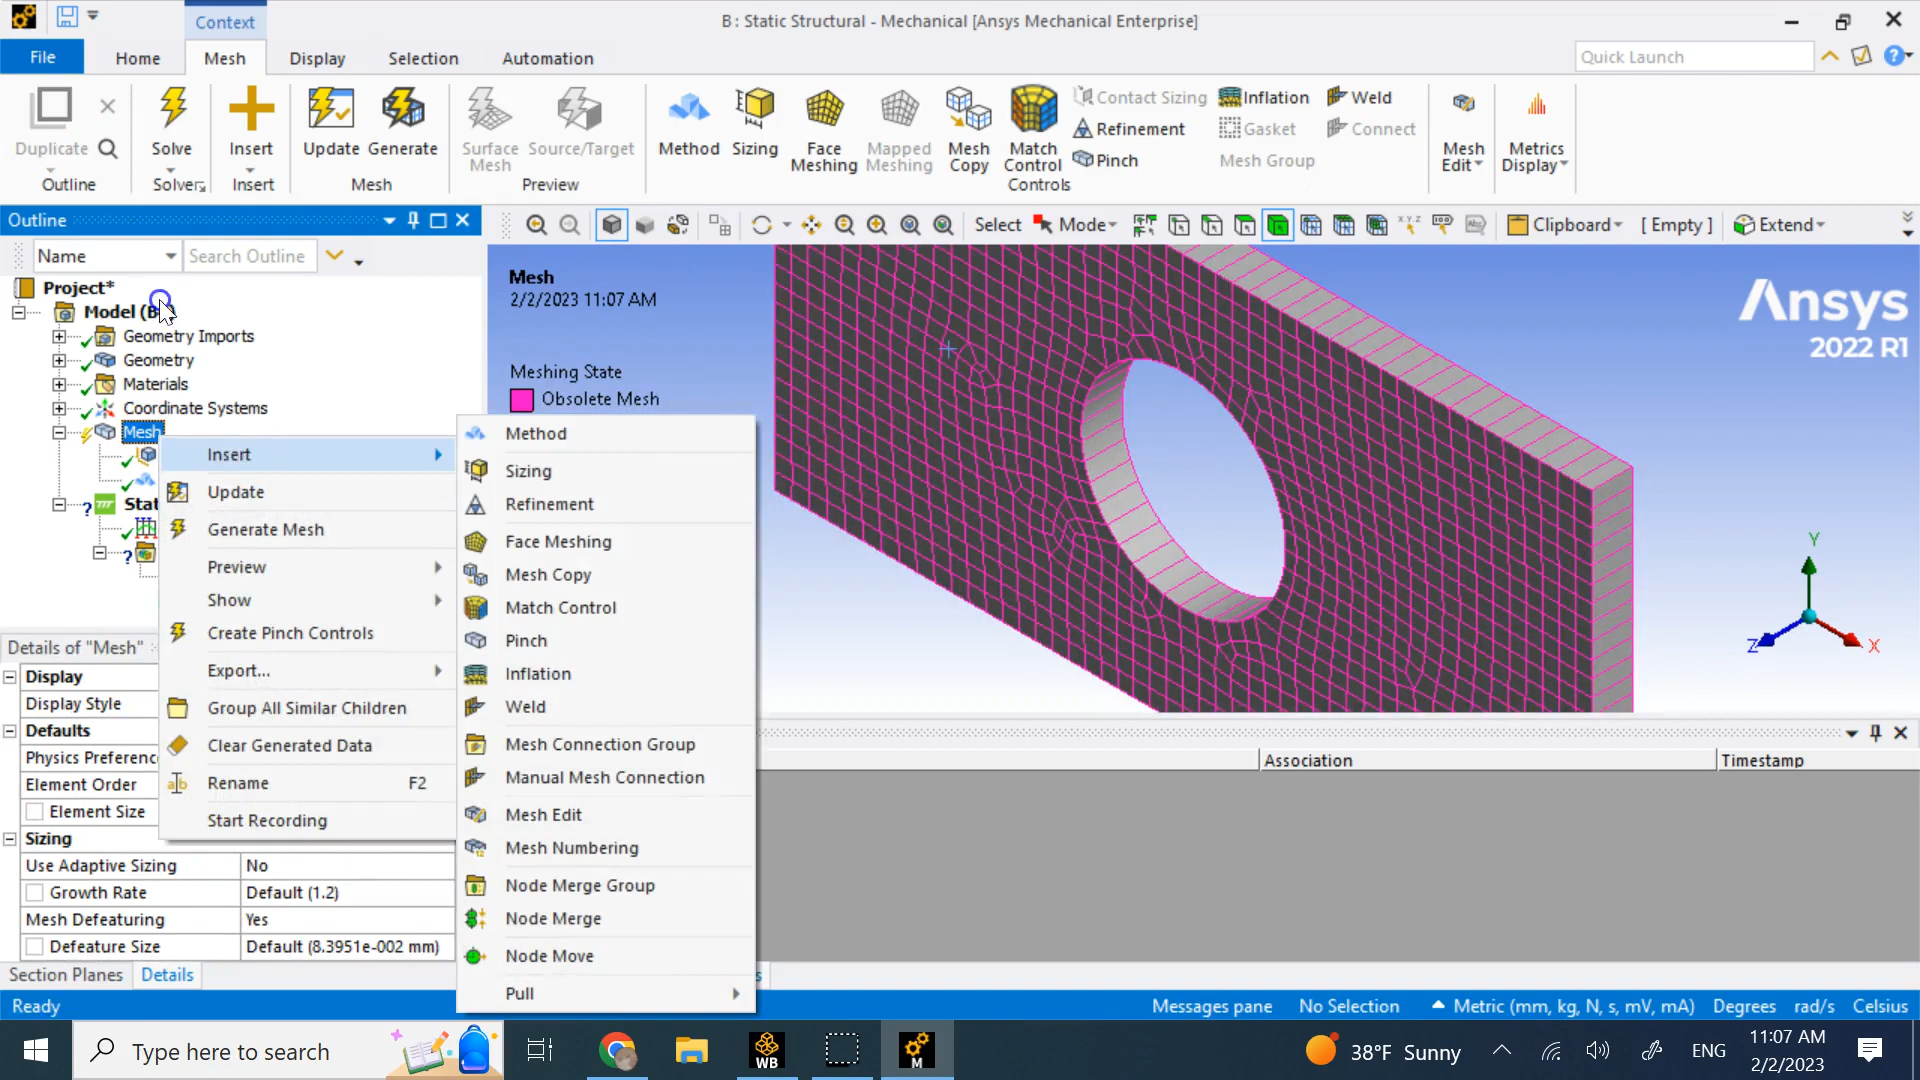 Context
B : Static Structural - Mechanical [Ansys Mechanical Enterprise]
File
Home
Mesh
Display
Selection
Automation
Quick Launch
Duplicate
Outline
Solve
Solver
Insert
Insert
Update
Generate
Mesh
Surface
Mesh
Source/Target
Preview
Method
Sizing
Face
Meshing
Mapped
Meshing
Mesh
Copy
Match
Control
Contact Sizing
Refinement
Pinch
Inflation
Gasket
Mesh Group
Weld
Connect
Controls
Mesh
Edit
Metrics
Display
Outline
Select
Mode
Clipboard
[ Empty ]
Extend
Name
Search Outline
Project*
Model (B
Geometry Imports
Geometry
Materials
Coordinate Systems
Mesh
Stat
Insert
Update
Generate Mesh
Preview
Show
Create Pinch Controls
Export...
Group All Similar Children
Clear Generated Data
Rename F2
Start Recording
Method
Sizing
Refinement
Face Meshing
Mesh Copy
Match Control
Pinch
Inflation
Weld
Mesh Connection Group
Manual Mesh Connection
Mesh Edit
Mesh Numbering
Node Merge Group
Node Merge
Node Move
Pull
Mesh
2/2/2023 11:07 AM
Meshing State
Obsolete Mesh
Ansys
2022 R1
Y
Z
X
Details of "Mesh"
Display
Display Style
Defaults
Physics Preference
Element Order
Element Size
Sizing
Use Adaptive Sizing No
Growth Rate Default (1.2)
Mesh Defeaturing Yes
Defeature Size Default (8.3951e-002 mm)
Section Planes
Details
Association
Timestamp
Ready
Messages pane
No Selection
Metric (mm, kg, N, s, mV, mA)
Degrees
rad/s
Celsius
Type here to search
WB
M
38°F Sunny
ENG
11:07 AM
2/2/2023